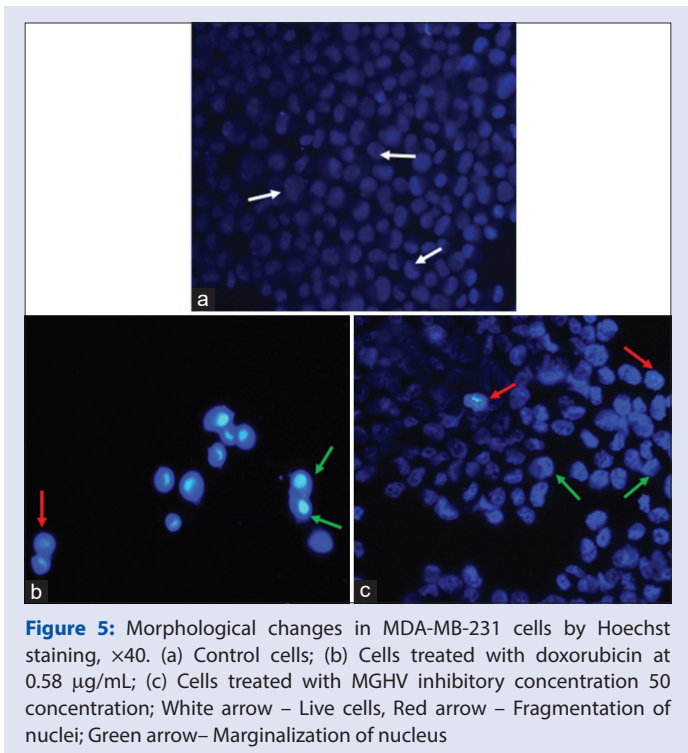 a
b
c
Figure 5: Morphological changes in MDA-MB-231 cells by Hoechst
staining, ×40. (a) Control cells; (b) Cells treated with doxorubicin at
0.58 μg/mL; (c) Cells treated with MGHV inhibitory concentration 50
concentration; White arrow – Live cells, Red arrow – Fragmentation of
nuclei; Green arrow– Marginalization of nucleus